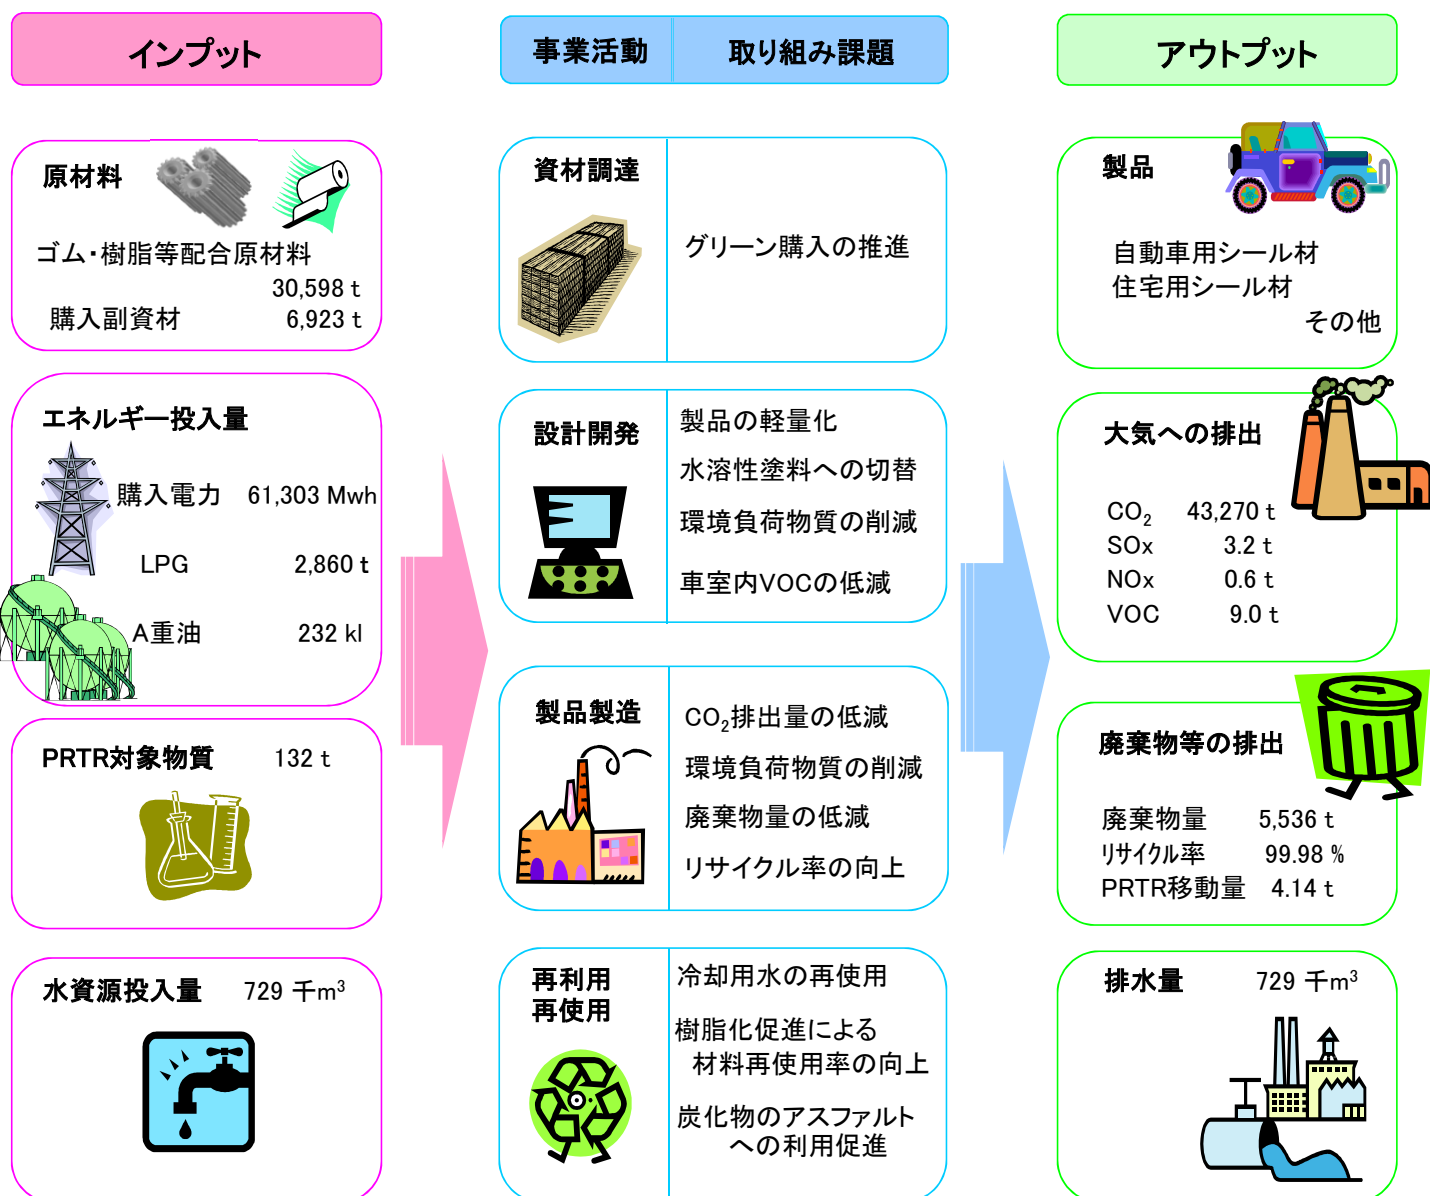 インプット
原材料
ゴム・樹脂等配合原材料
30,598 t
購入副資材 6,923 t
エネルギー投入量
購入電力 61,303 Mwh
LPG 2,860 t
A重油 232 kl
PRTR対象物質 132 t
水資源投入量 729 千m³
事業活動 取り組み課題
資材調達
グリーン購入の推進
設計開発
製品の軽量化
水溶性塗料への切替
環境負荷物質の削減
車室内VOCの低減
製品製造
CO₂排出量の低減
環境負荷物質の削減
廃棄物量の低減
リサイクル率の向上
再利用
再使用
冷却用水の再使用
樹脂化促進による
材料再使用率の向上
炭化物のアスファルト
への利用促進
アウトプット
製品
自動車用シール材
住宅用シール材
その他
大気への排出
CO₂ 43,270 t
SOx 3.2 t
NOx 0.6 t
VOC 9.0 t
廃棄物等の排出
廃棄物量 5,536 t
ﾘｻｲｸﾙ率 99.98 %
PRTR移動量 4.14 t
排水量 729 千m³